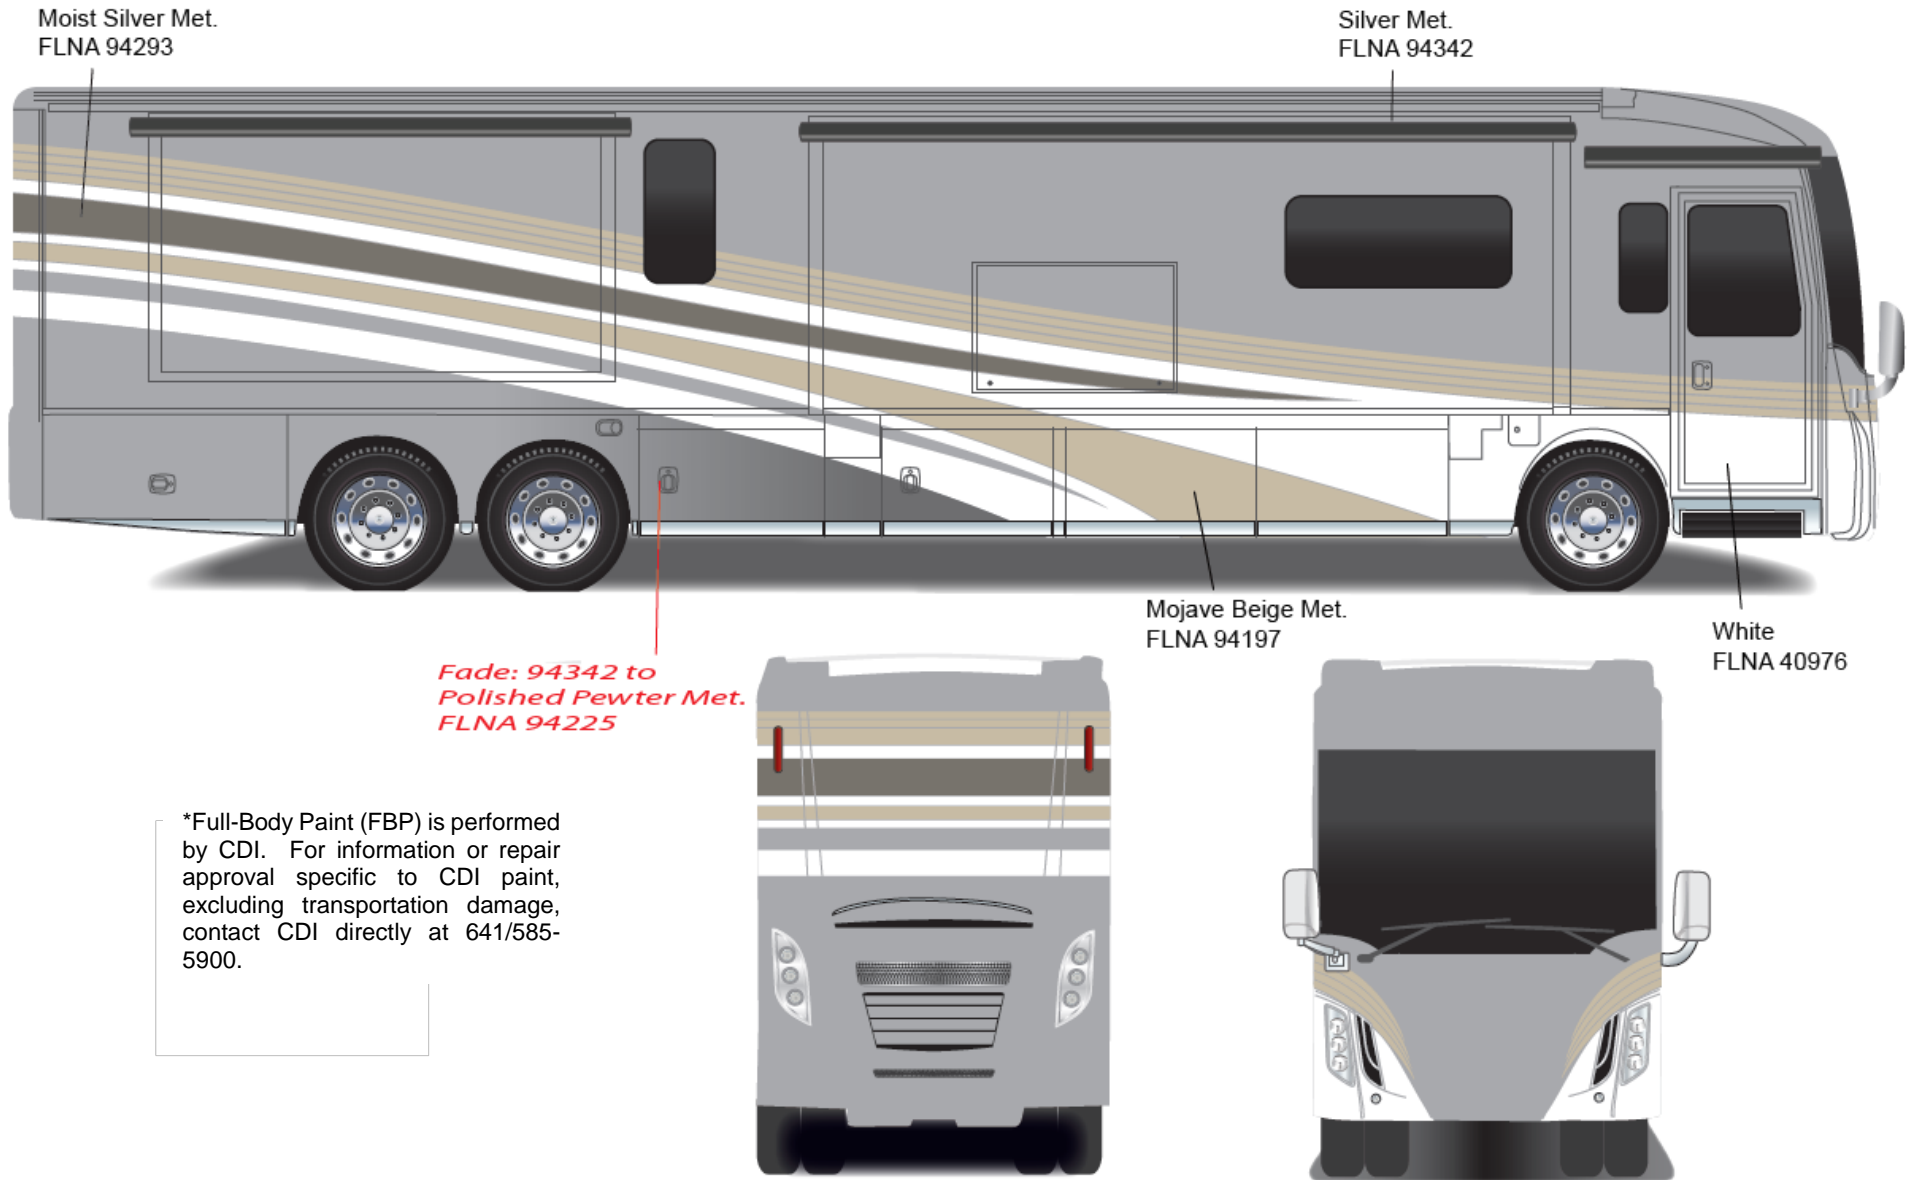 Moist Silver Met.
FLNA 94293
Silver Met.
FLNA 94342
Mojave Beige Met.
FLNA 94197
White
FLNA 40976
Fade: 94342 to
Polished Pewter Met.
FLNA 94225
*Full-Body Paint (FBP) is performed
by CDI. For information or repair
approval specific to CDI paint,
excluding transportation damage,
contact CDI directly at 641/585-
5900.